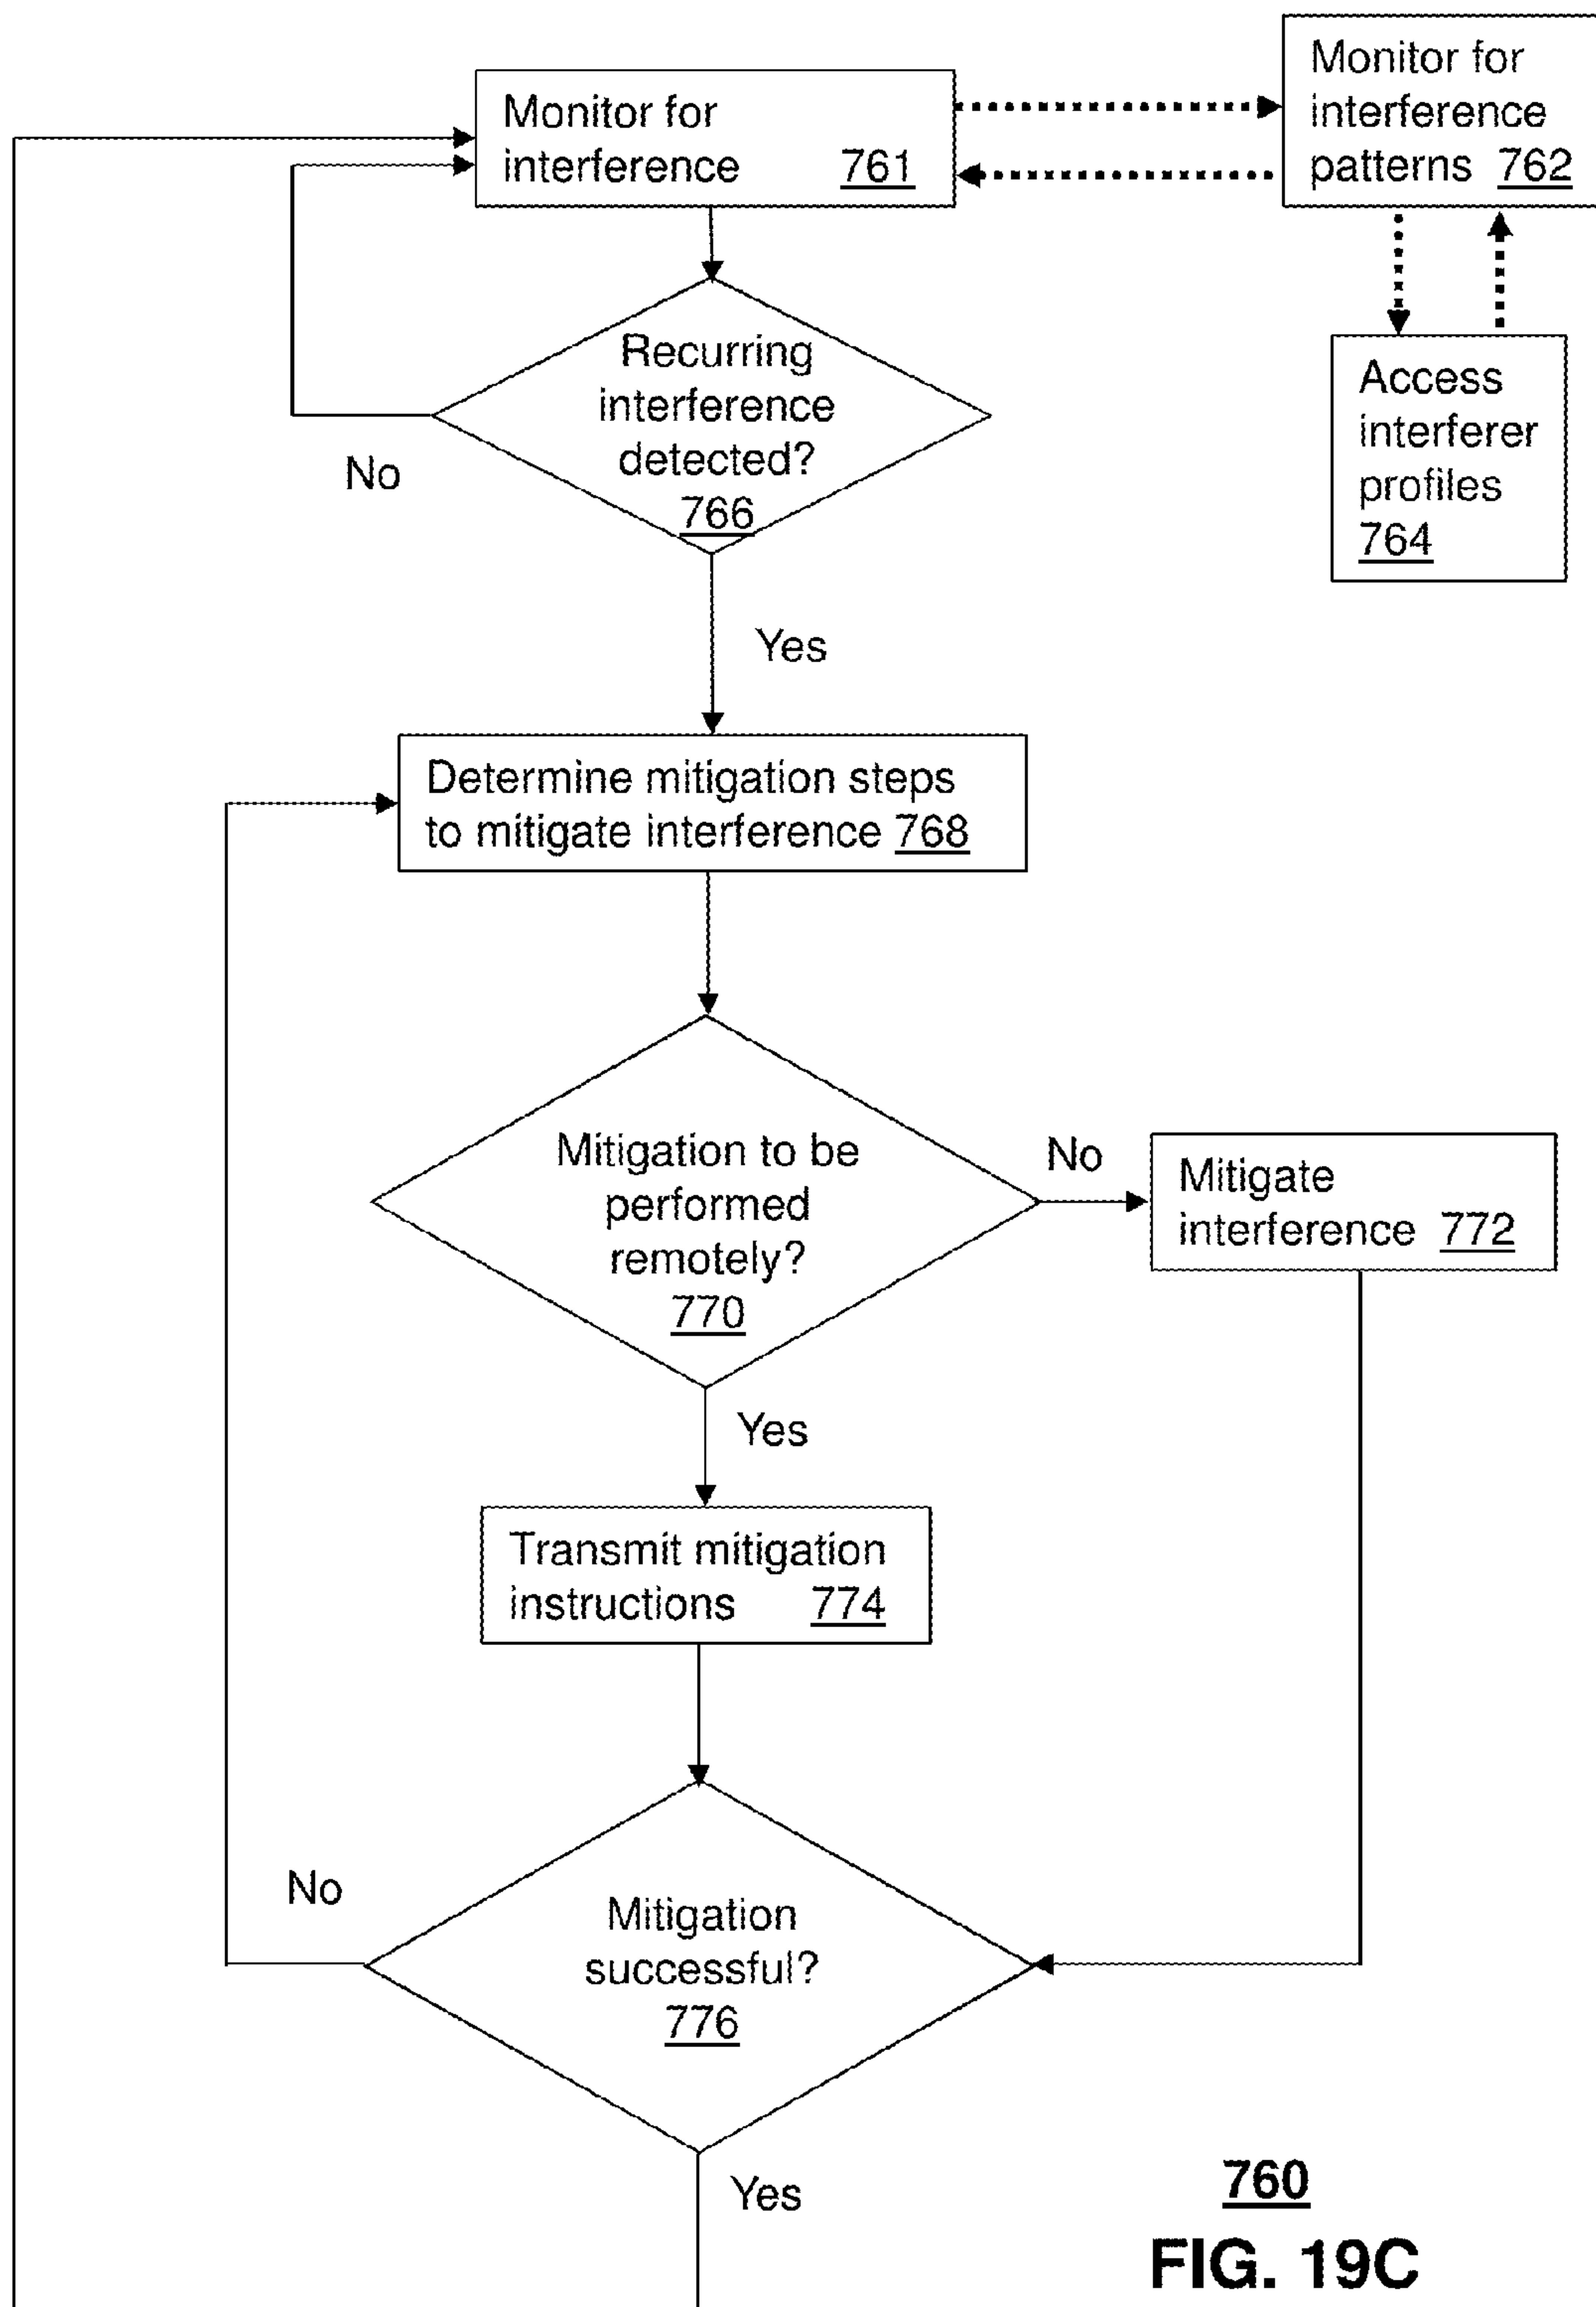 Monitor for
interference 761
Monitor for
interference
patterns 762
Recurring
interference
detected?
766
No
Access
interferer
profiles
764
Yes
Determine mitigation steps
to mitigate interference 768
Mitigation to be
performed
remotely?
770
No
Mitigate
interference 772
Yes
Transmit mitigation
instructions 774
No
Mitigation
successful?
776
Yes
760
FIG. 19C